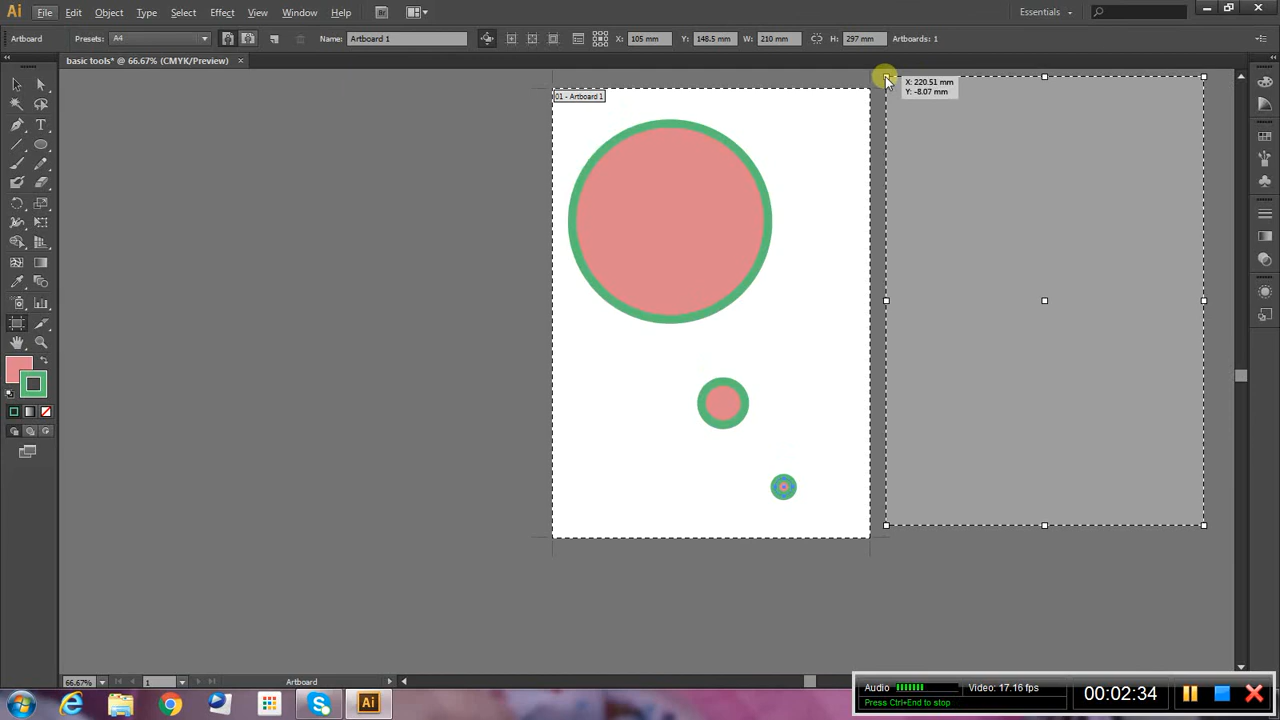 Ai File Edit Object Type Select Effect View Window Help Br Essentials
Artboard Presets: A4 Name: Artboard 1 X: 105 mm Y: 148.5 mm W: 210 mm H: 297 mm Artboards: 1
basic tools* @ 66.67% (CMYK/Preview) ×
X: 220.51 mm
Y: -8.07 mm
01 - Artboard 1
T
66.67% 1 Artboard
Audio Video: 17.16 fps 00:02:34
Press Ctrl+End to stop
Ai